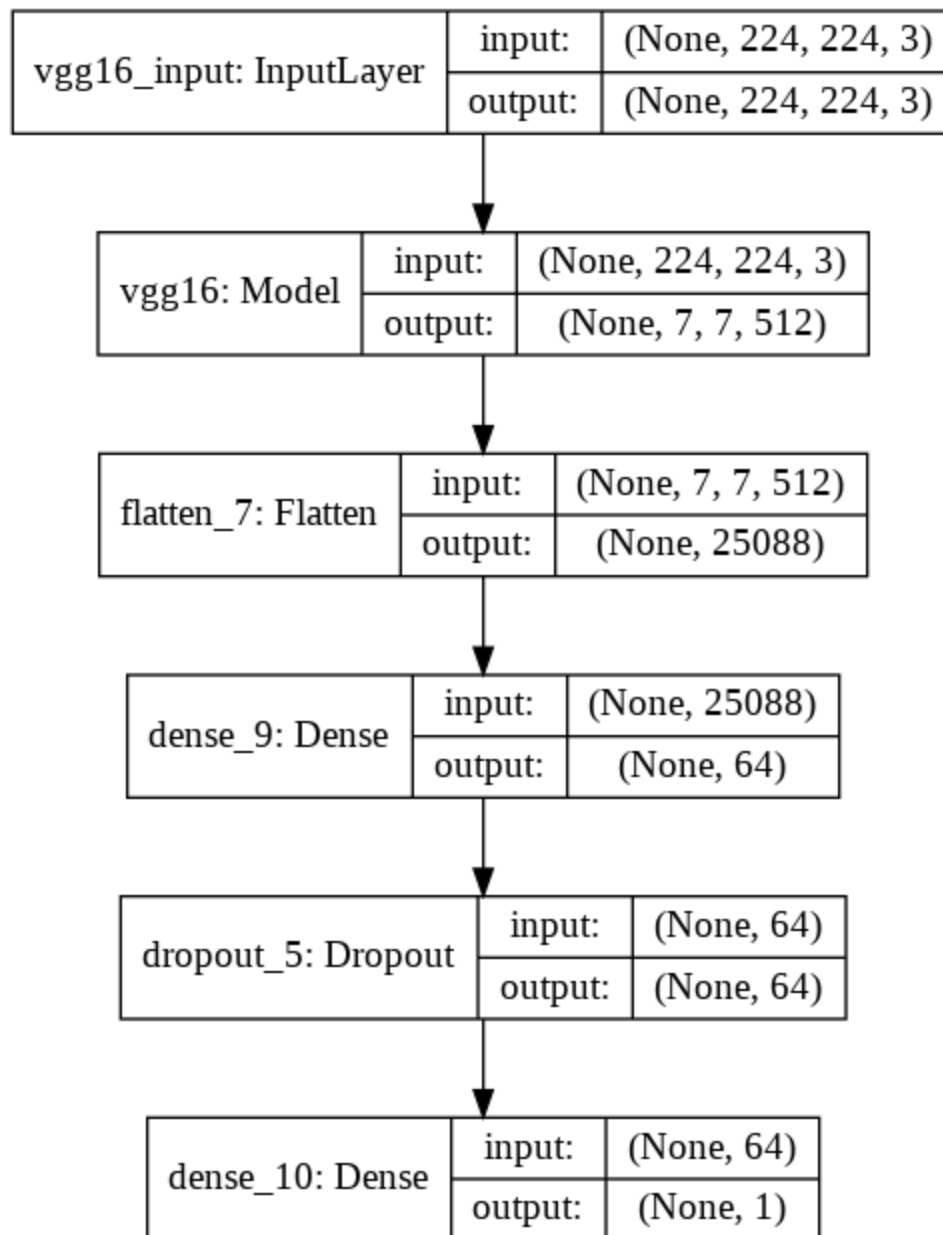 vgg16_input: InputLayer
input: (None, 224, 224, 3)
output: (None, 224, 224, 3)
vgg16: Model
input: (None, 224, 224, 3)
output: (None, 7, 7, 512)
flatten_7: Flatten
input: (None, 7, 7, 512)
output: (None, 25088)
dense_9: Dense
input: (None, 25088)
output: (None, 64)
dropout_5: Dropout
input: (None, 64)
output: (None, 64)
dense_10: Dense
input: (None, 64)
output: (None, 1)